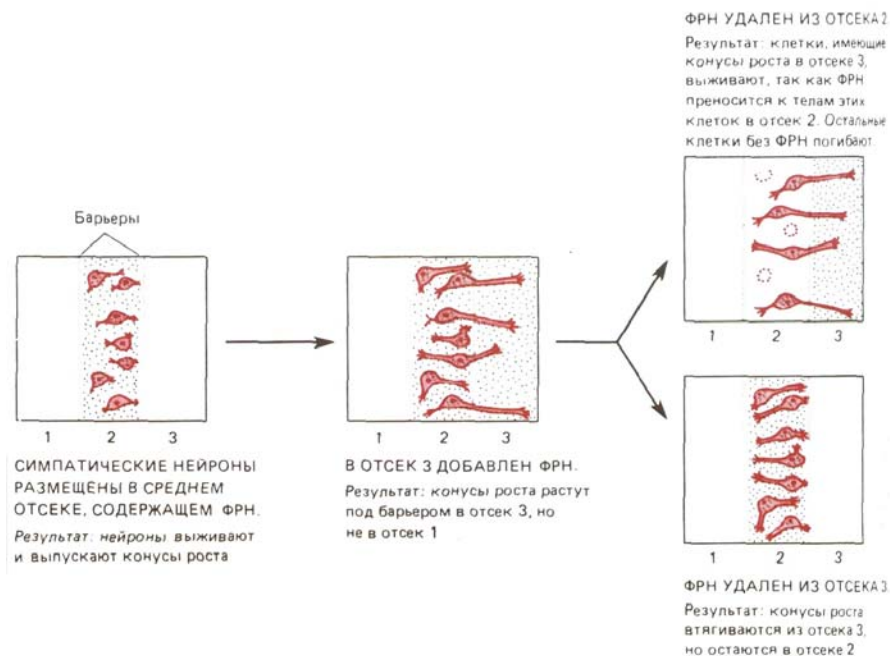 ФРН УДАЛЕН ИЗ ОТСЕКА 2.
Результат: клетки, имеющие
конусы роста в отсеке 3,
выживают, так как ФРН
преносится к телам этих
клеток в отсек 2. Остальные
клетки без ФРН погибают.
Барьеры
1 2 3
1 2 3
1 2 3
СИМПАТИЧЕСКИЕ НЕЙРОНЫ
РАЗМЕЩЕНЫ В СРЕДНЕМ
ОТСЕКЕ, СОДЕРЖАЩЕМ ФРН.
Результат: нейроны выживают
и выпускают конусы роста
В ОТСЕК 3 ДОБАВЛЕН ФРН.
Результат: конусы роста растут
под барьером в отсек 3, но
не в отсек 1
1 2 3
ФРН УДАЛЕН ИЗ ОТСЕКА 3.
Результат: конусы роста
втягиваются из отсека 3,
но остаются в отсеке 2